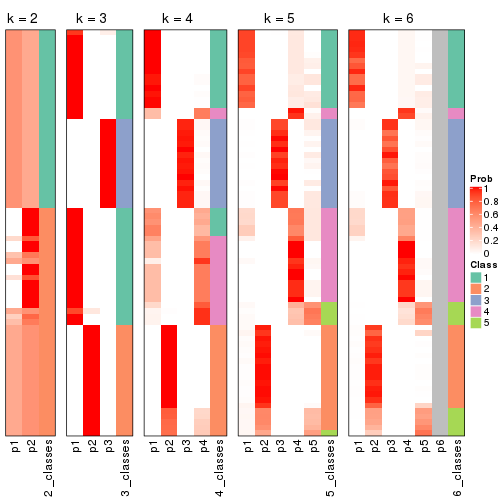 k = 2
k = 3
k = 4
k = 5
k = 6
Prob
1
0.8
0.6
0.4
0.2
0
Class
1
2
3
4
5
p1
p2
2_classes
p1
p2
p3
3_classes
p1
p2
p3
p4
4_classes
p1
p2
p3
p4
p5
5_classes
p1
p2
p3
p4
p5
p6
6_classes